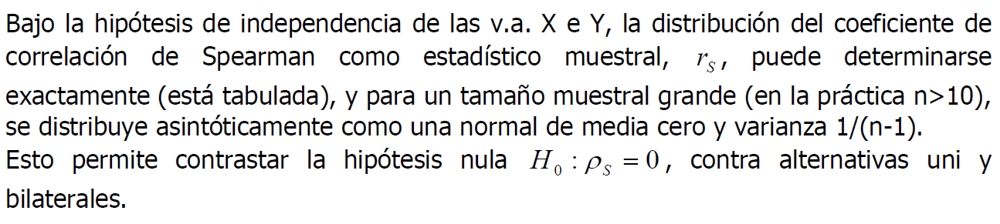 Bajo la hipótesis de independencia de las v.a. X e Y, la distribución del coeficiente de
correlación de Spearman como estadístico muestral, r_S, puede determinarse
exactamente (está tabulada), y para un tamaño muestral grande (en la práctica n>10),
se distribuye asintóticamente como una normal de media cero y varianza 1/(n-1).
Esto permite contrastar la hipótesis nula H_0 : ρ_S = 0, contra alternativas uni y
bilaterales.